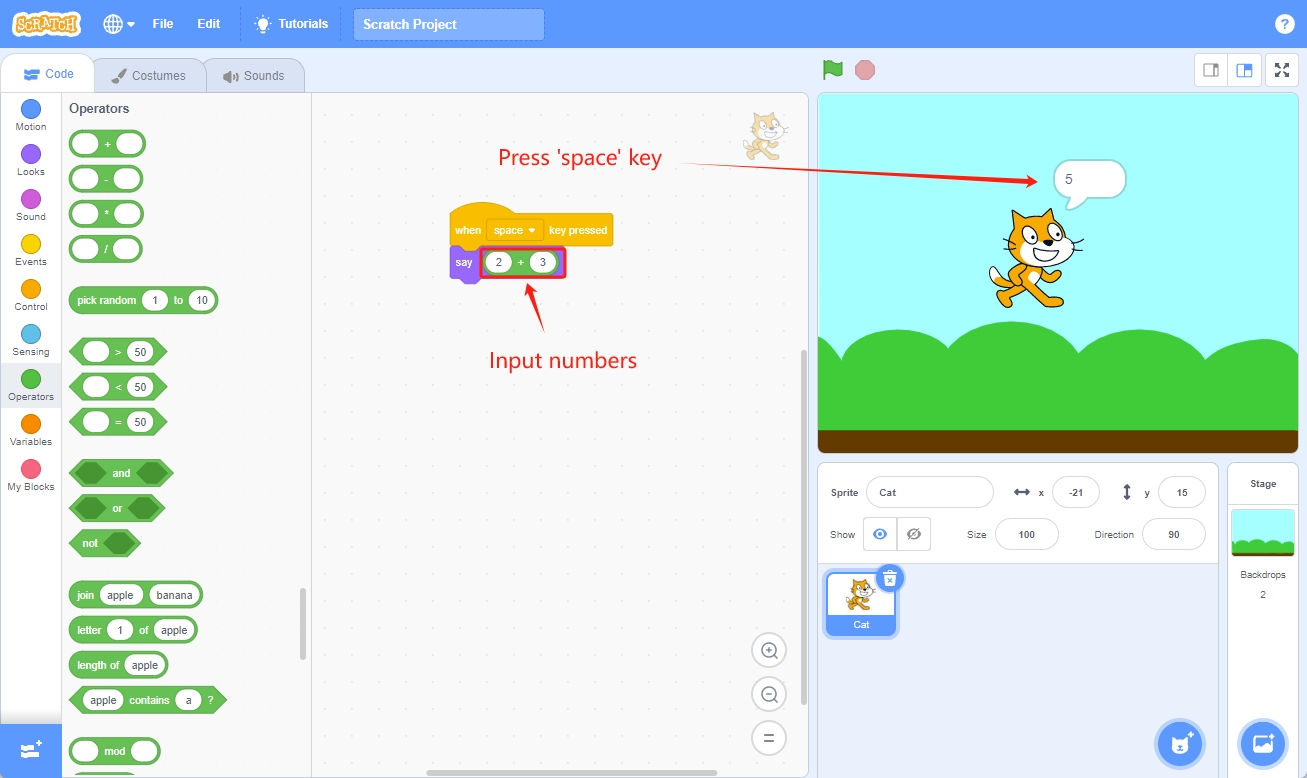 SCRATCH
File
Edit
Tutorials
Scratch Project
?
Code
Costumes
Sounds
Motion
Looks
Sound
Events
Control
Sensing
Operators
Variables
My Blocks
Operators
+
-
*
/
pick random 1 to 10
> 50
< 50
= 50
and
or
not
join apple banana
letter 1 of apple
length of apple
apple contains a ?
mod
Press 'space' key
when space key pressed
say 2 + 3
Input numbers
5
Sprite Cat x -21 y 15
Show Size 100 Direction 90
Cat
Stage
Backdrops
2